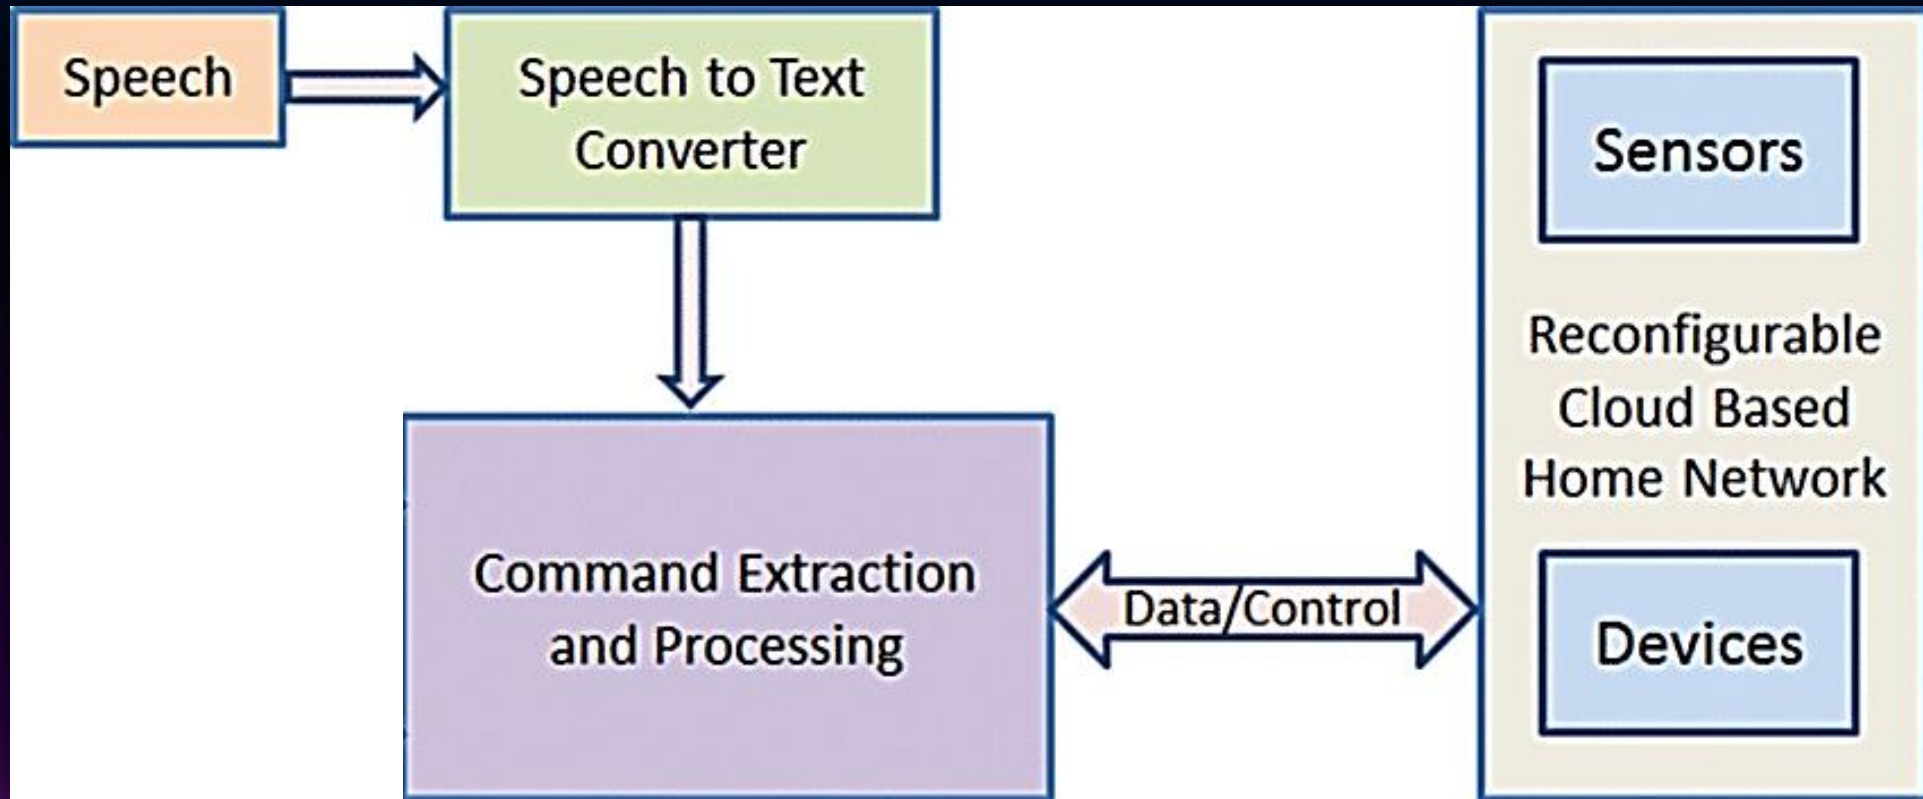 Speech
Speech to Text
Converter
Command Extraction
and Processing
Data/Control
Sensors
Reconfigurable
Cloud Based
Home Network
Devices